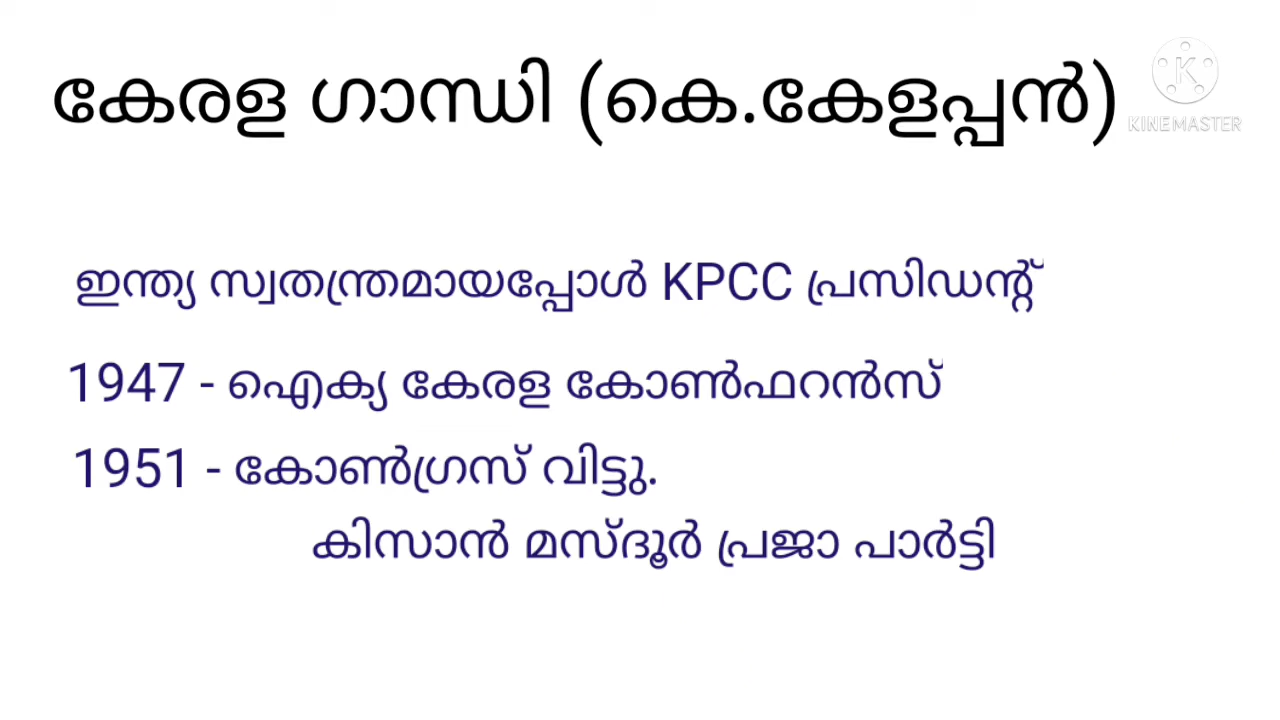 കേരള ഗാന്ധി (കെ.കേളപ്പൻ)
KINEMASTER
ഇന്ത്യ സ്വതന്ത്രമായപ്പോൾ KPCC പ്രസിഡന്റ്
1947 - ഐക്യ കേരള കോൺഫറൻസ്
1951 - കോൺഗ്രസ് വിട്ടു.
കിസാൻ മസ്ദൂർ പ്രജാ പാർട്ടി